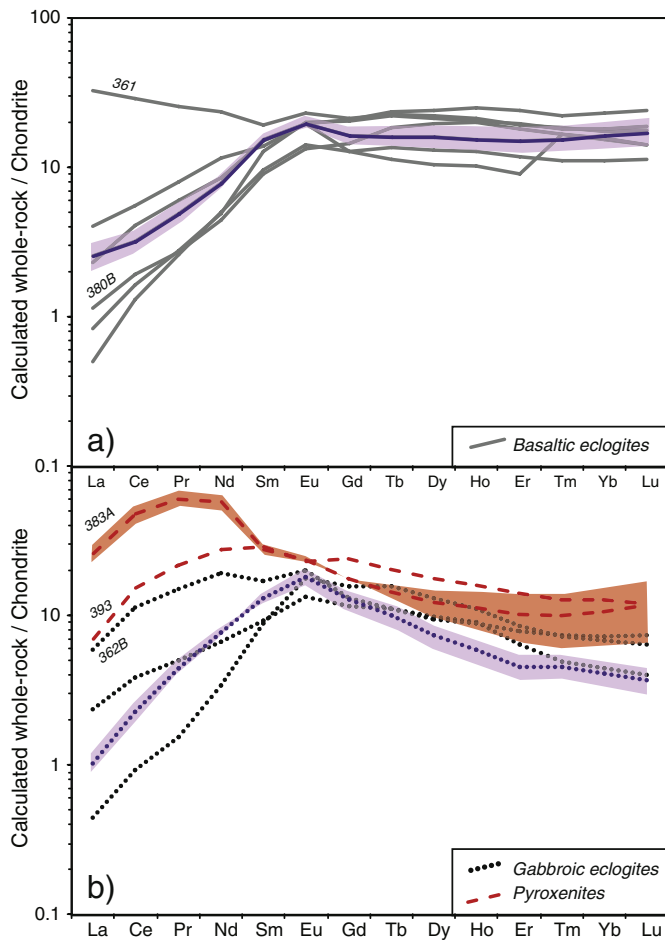 100
361
10
Calculated whole-rock / Chondrite
1
380B
a)
Basaltic eclogites
0.1
La Ce Pr Nd Sm Eu Gd Tb Dy Ho Er Tm Yb Lu
383A
393
10
362B
Calculated whole-rock / Chondrite
1
b)
Gabbroic eclogites
Pyroxenites
0.1
La Ce Pr Nd Sm Eu Gd Tb Dy Ho Er Tm Yb Lu